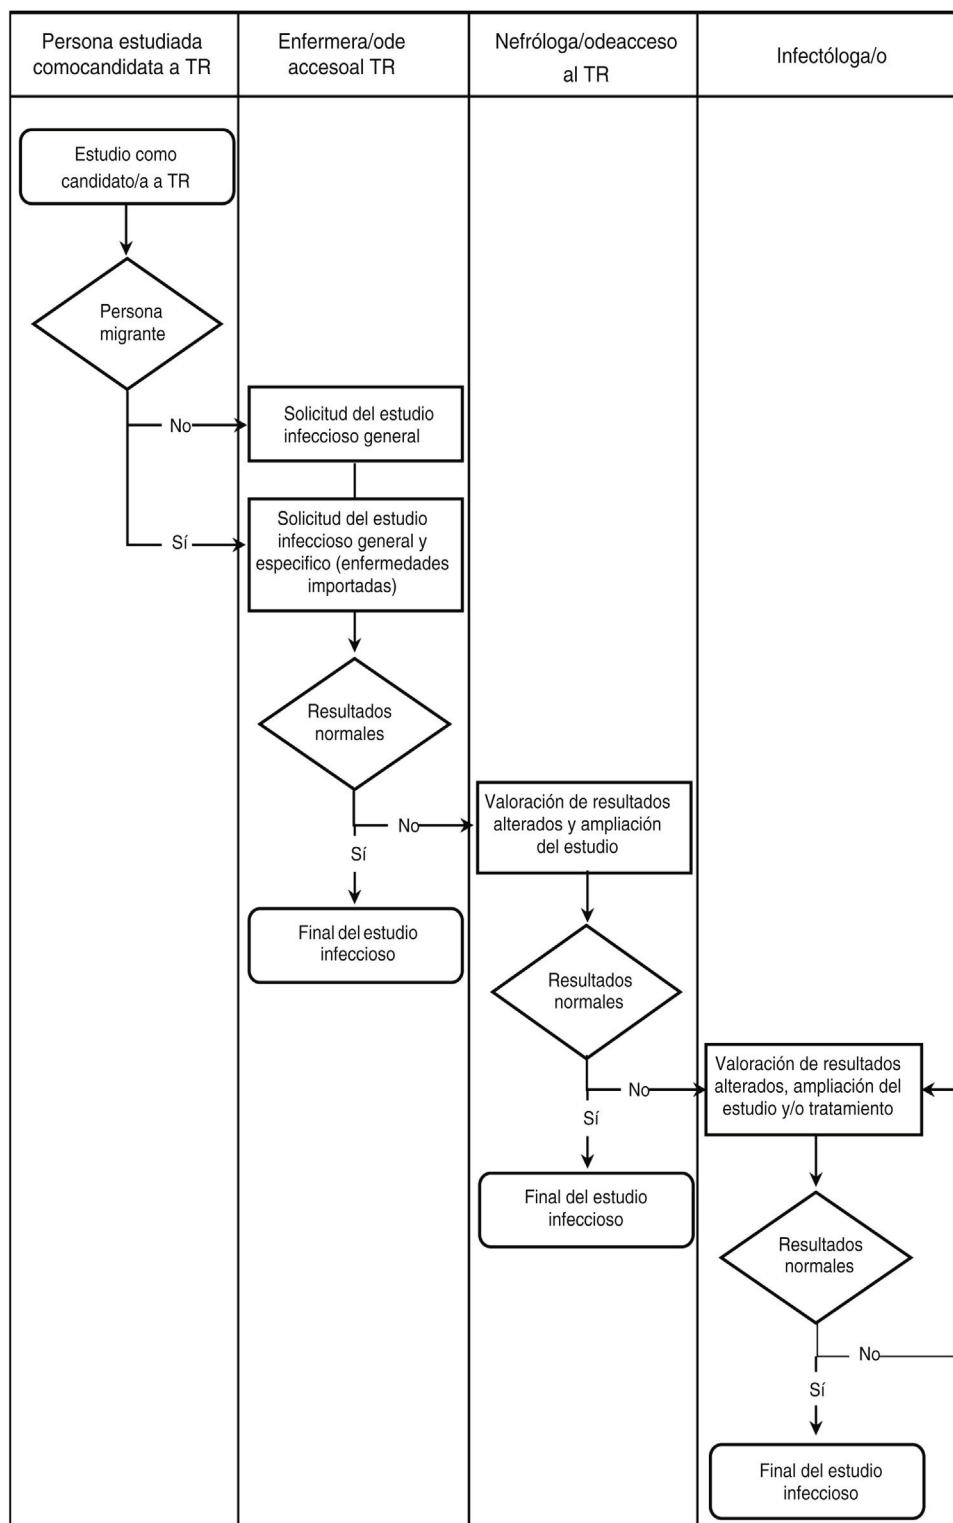 Persona estudiada
comocandidata a TR
Enfermera/ode
accesoal TR
Nefróloga/odeacceso
al TR
Infectóloga/o
Estudio como
candidato/a a TR
Persona
migrante
No
Solicitud del estudio
infeccioso general
Sí
Solicitud del estudio
infeccioso general y
especifico (enfermedades
importadas)
Resultados
normales
No
Valoración de resultados
alterados y ampliación
del estudio
Sí
Final del estudio
infeccioso
Resultados
normales
No
Valoración de resultados
alterados, ampliación del
estudio y/o tratamiento
Sí
Final del estudio
infeccioso
Resultados
normales
No
Sí
Final del estudio
infeccioso